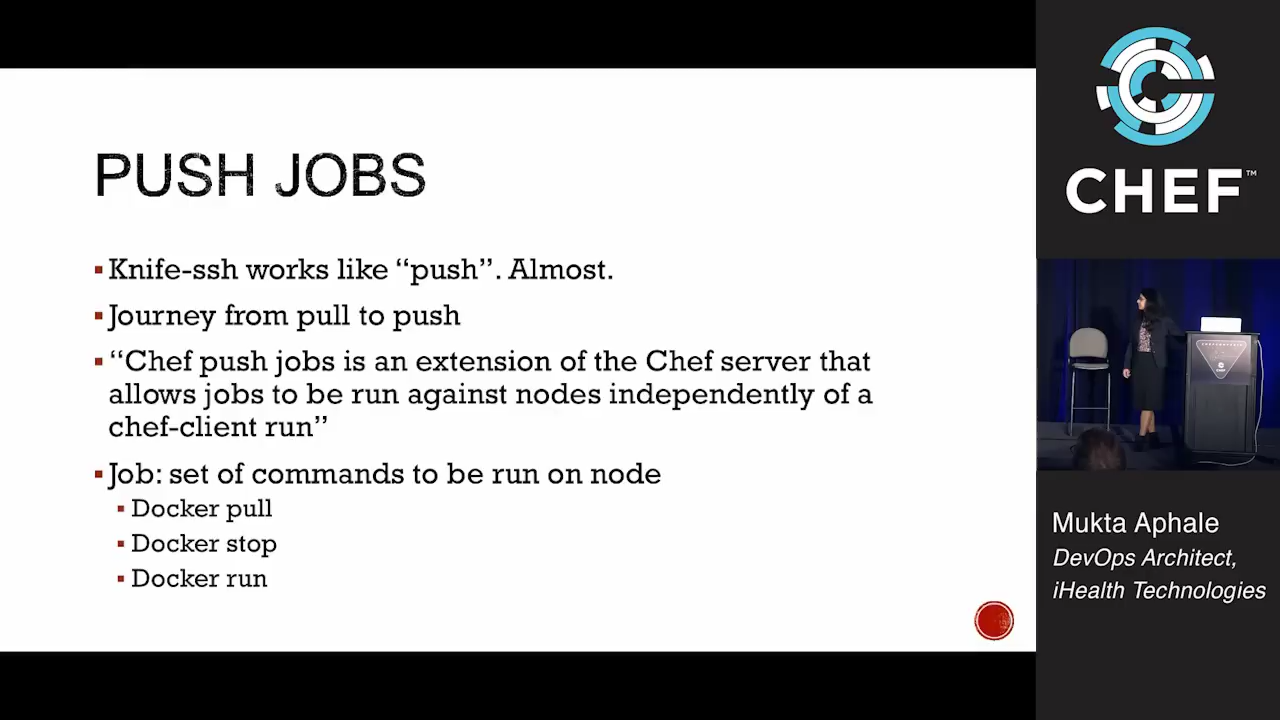 PUSH JOBS
Knife-ssh works like “push”. Almost.
Journey from pull to push
“Chef push jobs is an extension of the Chef server that
allows jobs to be run against nodes independently of a
chef-client run”
Job: set of commands to be run on node
Docker pull
Docker stop
Docker run
CHEF™
Mukta Aphale
DevOps Architect,
iHealth Technologies